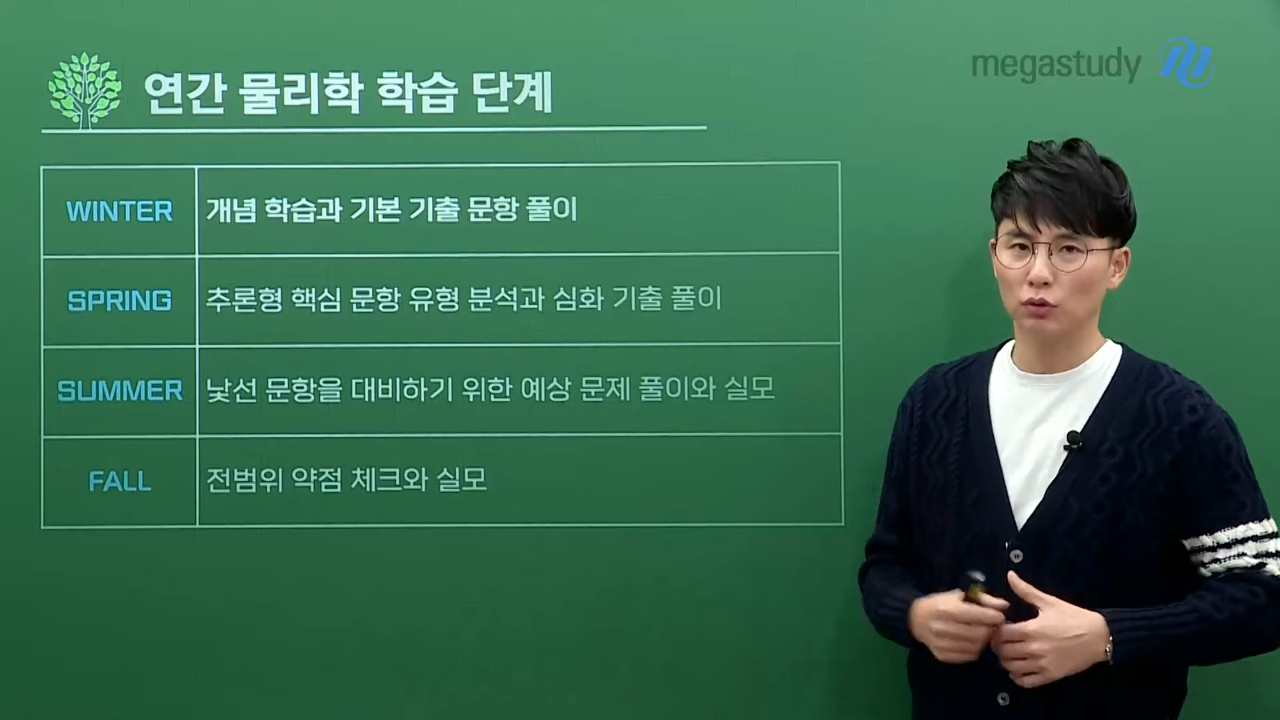 megastudy
연간 물리학 학습 단계
WINTER 개념 학습과 기본 기출 문항 풀이
SPRING 추론형 핵심 문항 유형 분석과 심화 기출 풀이
SUMMER 낯선 문항을 대비하기 위한 예상 문제 풀이와 실모
FALL 전범위 약점 체크와 실모